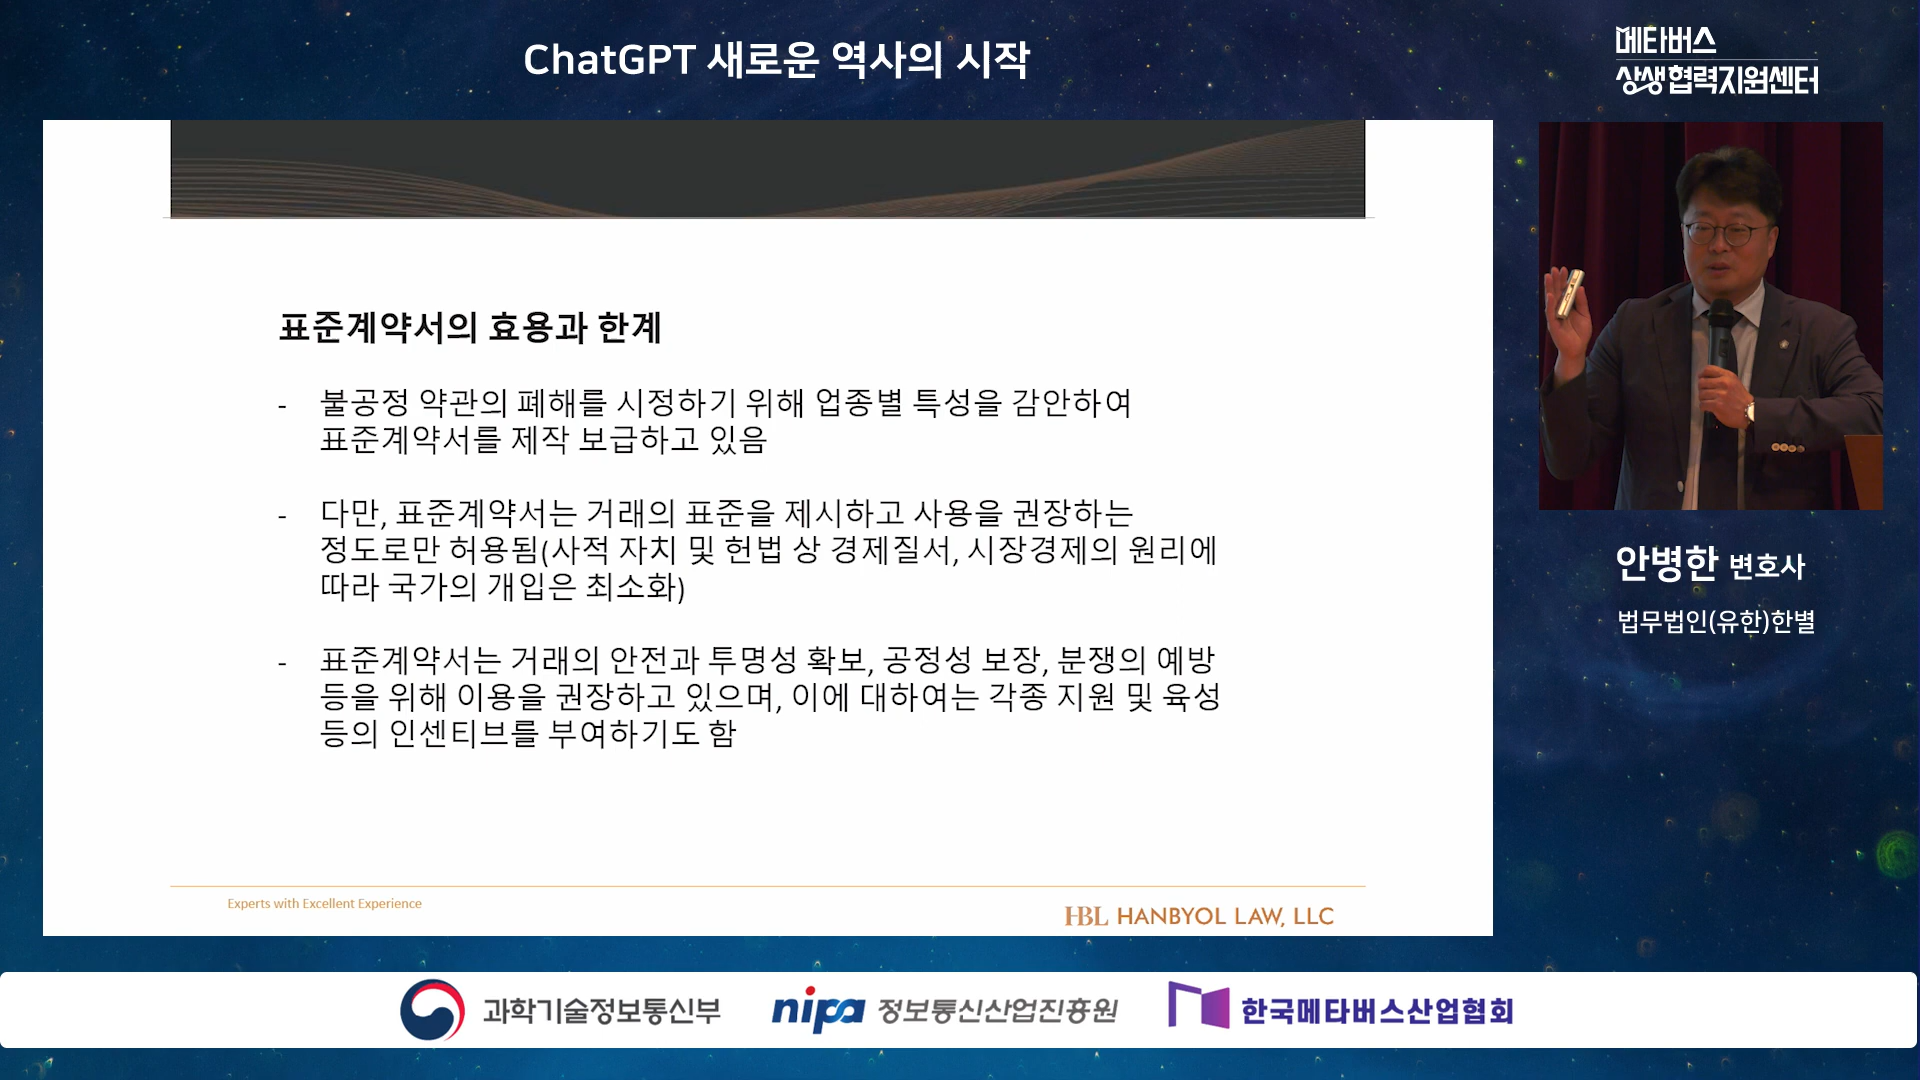 ChatGPT 새로운 역사의 시작
메타버스
상생협력지원센터
표준계약서의 효용과 한계
- 불공정 약관의 폐해를 시정하기 위해 업종별 특성을 감안하여
표준계약서를 제작 보급하고 있음
- 다만, 표준계약서는 거래의 표준을 제시하고 사용을 권장하는
정도로만 허용됨(사적 자치 및 헌법 상 경제질서, 시장경제의 원리에
따라 국가의 개입은 최소화)
- 표준계약서는 거래의 안전과 투명성 확보, 공정성 보장, 분쟁의 예방
등을 위해 이용을 권장하고 있으며, 이에 대하여는 각종 지원 및 육성
등의 인센티브를 부여하기도 함
Experts with Excellent Experience
HBL HANBYOL LAW, LLC
안병한 변호사
법무법인(유한)한별
과학기술정보통신부
nipa 정보통신산업진흥원
한국메타버스산업협회